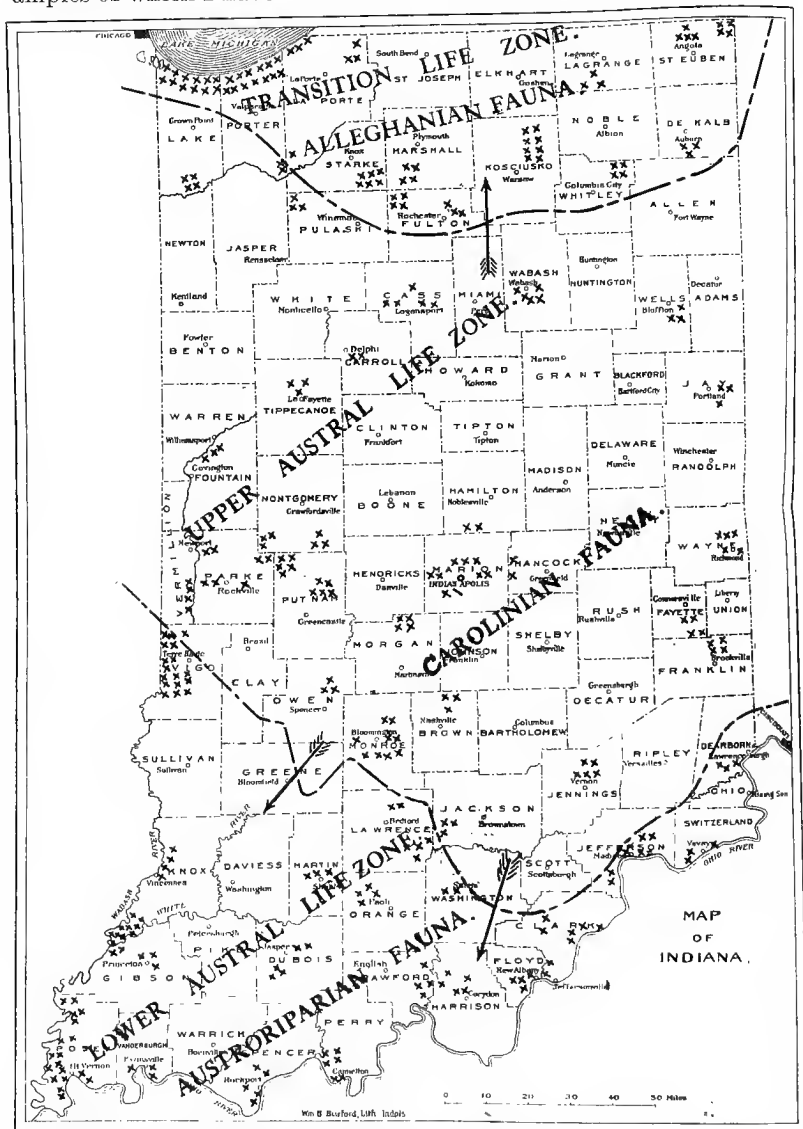 CHICAGO
LAKE MICHIGAN
TRANSITION LIFE ZONE.
ALLEGHANIAN FAUNA.
South Bend
ST JOSEPH
ELKHART
Goshen
Lagrange
LAGRANGE
Angola
STEUBEN
LaPorte
LA PORTE
Valparaiso
PORTER
Crown Point
LAKE
Knox
STARKE
Plymouth
MARSHALL
KOSCIUSKO
Warsaw
NOBLE
Albion
DE KALB
Auburn
Columbia City
WHITLEY
ALLEN
Fort Wayne
Winamac
PULASKI
Rochester
FULTON
NEWTON
Kentland
JASPER
Rensselaer
WHITE
Monticello
CASS
Logansport
MIAMI
Peru
WABASH
Wabash
Huntington
HUNTINGTON
WELLS
Bluffton
Decatur
ADAMS
UPPER AUSTRAL LIFE ZONE.
Fowler
BENTON
Delphi
CARROLL
HOWARD
Kokomo
Marion
GRANT
BLACKFORD
Hartford City
JAY
Portland
WARREN
Williamsport
La Fayette
TIPPECANOE
CLINTON
Frankfort
TIPTON
Tipton
MADISON
Anderson
DELAWARE
Muncie
Winchester
RANDOLPH
Covington
FOUNTAIN
MONTGOMERY
Crawfordsville
Lebanon
BOONE
HAMILTON
Noblesville
WAYNE
Richmond
CAROLINIAN FAUNA.
VERMILLION
Newport
PARKE
Rockville
PUTNAM
Greencastle
HENDRICKS
Danville
MARION
INDIANAPOLIS
HANCOCK
Greenfield
RUSH
Rushville
Connersville
FAYETTE
Liberty
UNION
Terre Haute
VIGO
Brazil
CLAY
OWEN
Spencer
MORGAN
JOHNSON
Franklin
SHELBY
Shelbyville
Brookville
FRANKLIN
Greensburgh
DECATUR
SULLIVAN
Sullivan
GREENE
Bloomfield
Bloomington
MONROE
Nashville
BROWN
Columbus
BARTHOLOMEW
JENNINGS
Vernon
RIPLEY
Versailles
DEARBORN
Lawrenceburgh
OHIO
Rising Sun
SWITZERLAND
Vevay
OHIO RIVER
WABASH RIVER
KNOX
Vincennes
DAVIESS
Washington
MARTIN
LAWRENCE
Bedford
JACKSON
Brownstown
SCOTT
Scottsburgh
JEFFERSON
Madison
WHITE RIVER
ORANGE
Paoli
WASHINGTON
Salem
CLARK
LOWER AUSTRAL LIFE ZONE.
AUSTRORIPARIAN FAUNA.
MAP
OF
INDIANA.
Petersburgh
PIKE
Princeton
GIBSON
Jasper
DUBOIS
English
CRAWFORD
HARRISON
Corydon
FLOYD
New Albany
Jeffersonville
POSEY
Mt Vernon
VANDERBURGH
Evansville
WARRICK
Boonville
SPENCER
Rockport
PERRY
Cannelton
OHIO RIVER
0 10 20 30 40 50 Miles
Wm B Burford, Lith Indpls